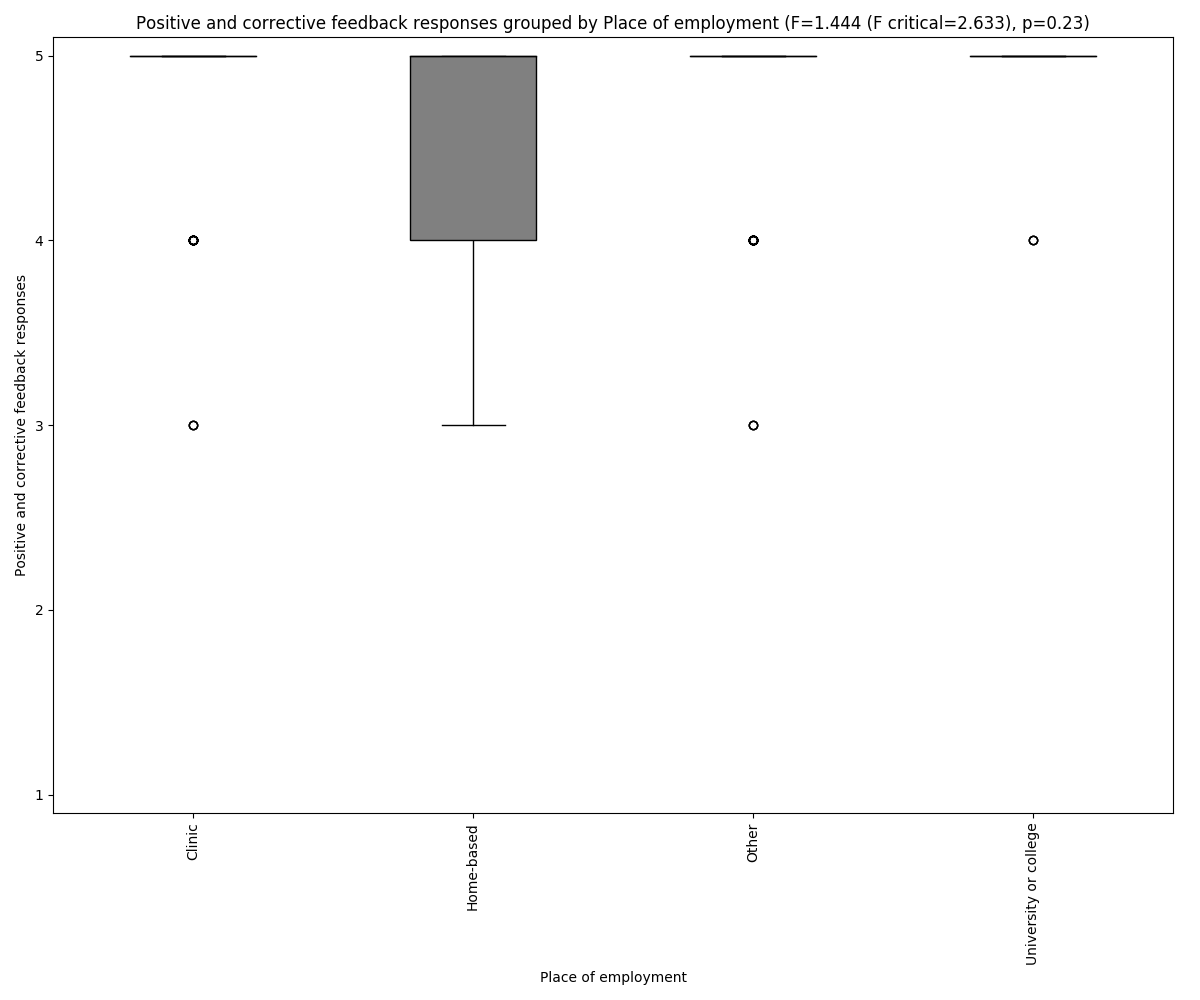 Positive and corrective feedback responses grouped by Place of employment (F=1.444 (F critical=2.633), p=0.23)
Positive and corrective feedback responses
5
4
3
2
1
Clinic
Home-based
Other
University or college
Place of employment